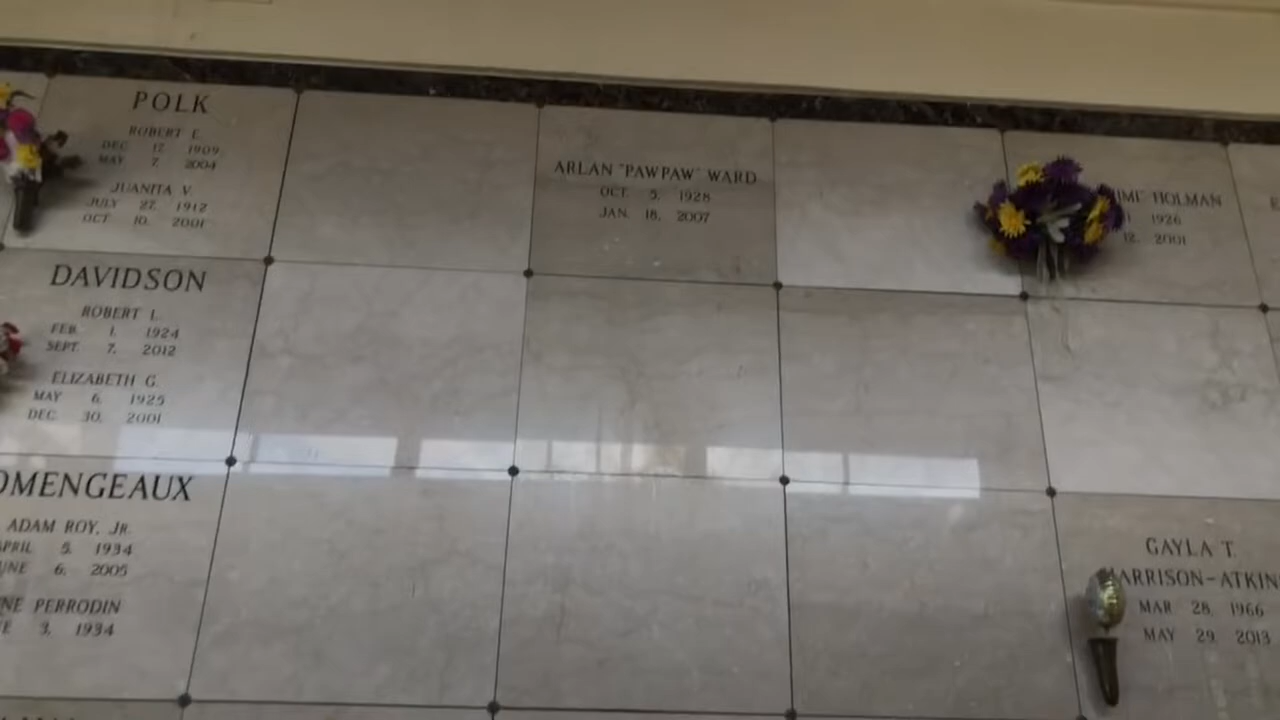 POLK
ROBERT E.
DEC. 17, 1909
MAY 7, 2004
JUANITA V.
JULY 27, 1912
OCT. 10, 2001
ARLAN "PAWPAW" WARD
OCT. 5, 1928
JAN. 18, 2007
HOLMAN
1926
12, 2001
DAVIDSON
ROBERT L.
FEB. 1, 1924
SEPT. 7, 2012
ELIZABETH G.
MAY 6, 1925
DEC. 30, 2001
OMENGEAUX
ADAM ROY, JR.
APRIL 5, 1934
JUNE 6, 2005
NE PERRODIN
E 3, 1934
GAYLA T.
HARRISON-ATKIN
MAR 28, 1966
MAY 29, 2013